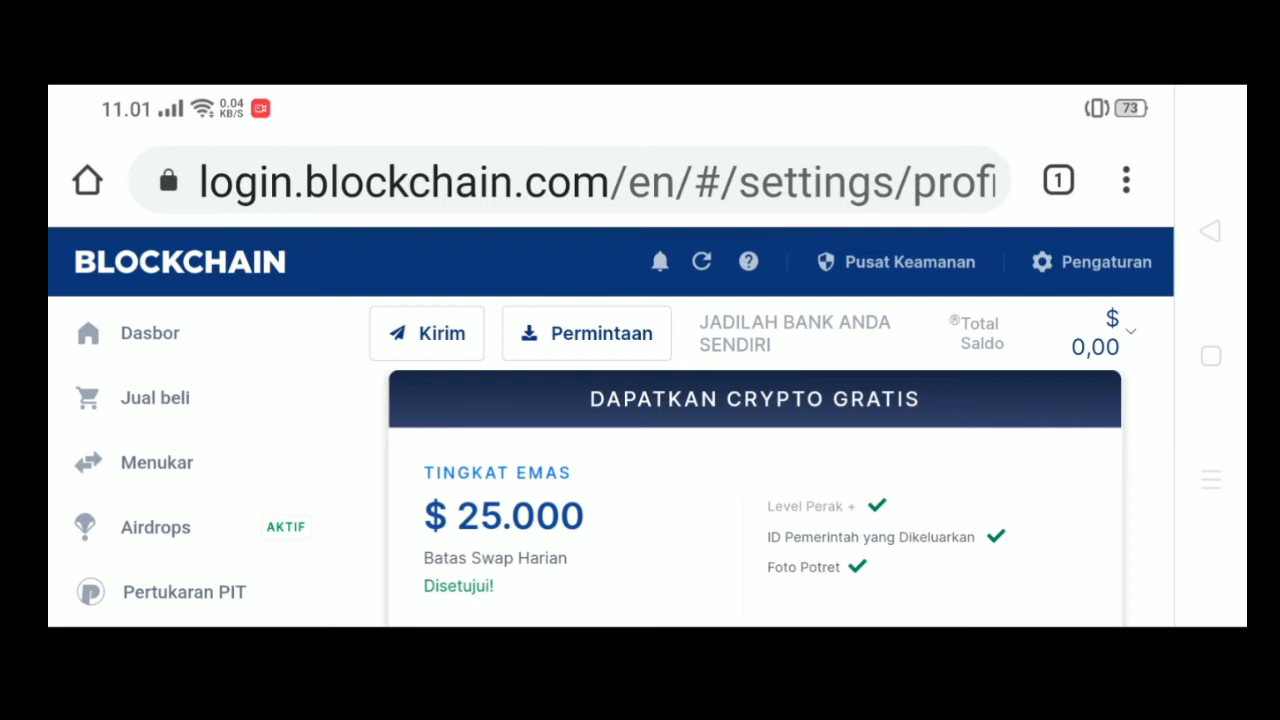 11.01 0.04 KB/S 73
login.blockchain.com/en/#/settings/profi
1
BLOCKCHAIN
Pusat Keamanan
Pengaturan
Dasbor
Jual beli
Menukar
Airdrops AKTIF
Pertukaran PIT
Kirim
Permintaan
JADILAH BANK ANDA
SENDIRI
®Total
Saldo
$
0,00
DAPATKAN CRYPTO GRATIS
TINGKAT EMAS
$ 25.000
Batas Swap Harian
Disetujui!
Level Perak +
ID Pemerintah yang Dikeluarkan
Foto Potret